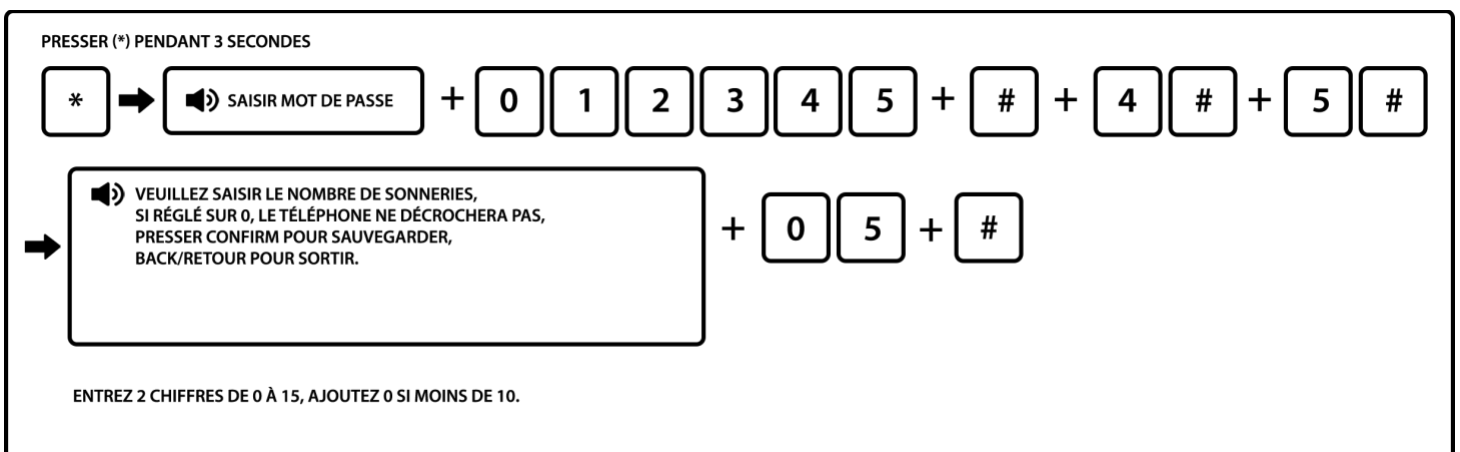 PRESSER (*) PENDANT 3 SECONDES
* SAISIR MOT DE PASSE + 0 1 2 3 4 5 + # + 4 # + 5 #
VEUILLEZ SAISIR LE NOMBRE DE SONNERIES,
SI RÉGLÉ SUR 0, LE TÉLÉPHONE NE DÉCROCHERA PAS,
PRESSER CONFIRM POUR SAUVEGARDER,
BACK/RETOUR POUR SORTIR.
+ 0 5 + #
ENTREZ 2 CHIFFRES DE 0 À 15, AJOUTEZ 0 SI MOINS DE 10.